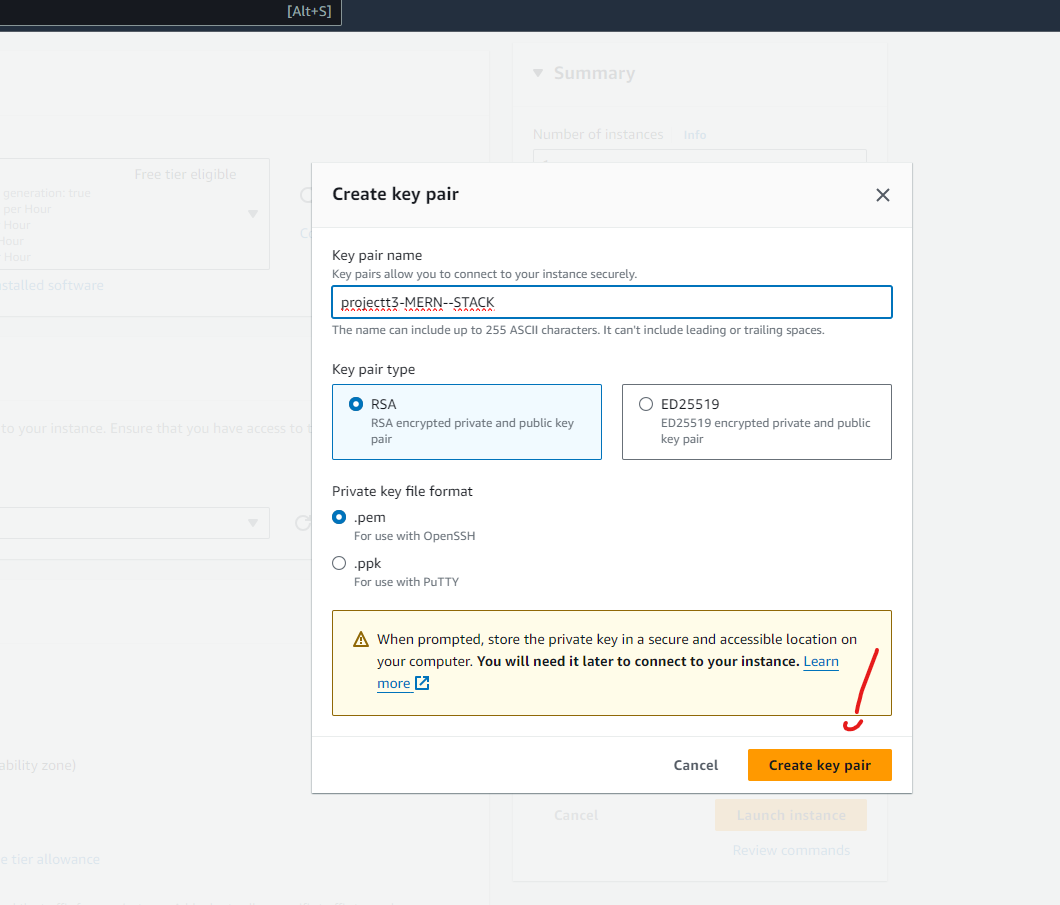 [Alt+S]
Summary
Number of instances Info
Free tier eligible
generation: true
per Hour
Hour
Hour
Hour
stalled software
Create key pair
Key pair name
Key pairs allow you to connect to your instance securely.
projectt3-MERN--STACK
The name can include up to 255 ASCII characters. It can't include leading or trailing spaces.
Key pair type
RSA
RSA encrypted private and public key
pair
ED25519
ED25519 encrypted private and public
key pair
to your instance. Ensure that you have access to
Private key file format
.pem
For use with OpenSSH
.ppk
For use with PuTTY
When prompted, store the private key in a secure and accessible location on
your computer. You will need it later to connect to your instance. Learn
more
ability zone)
Cancel
Create key pair
Cancel
Launch instance
Review commands
e tier allowance